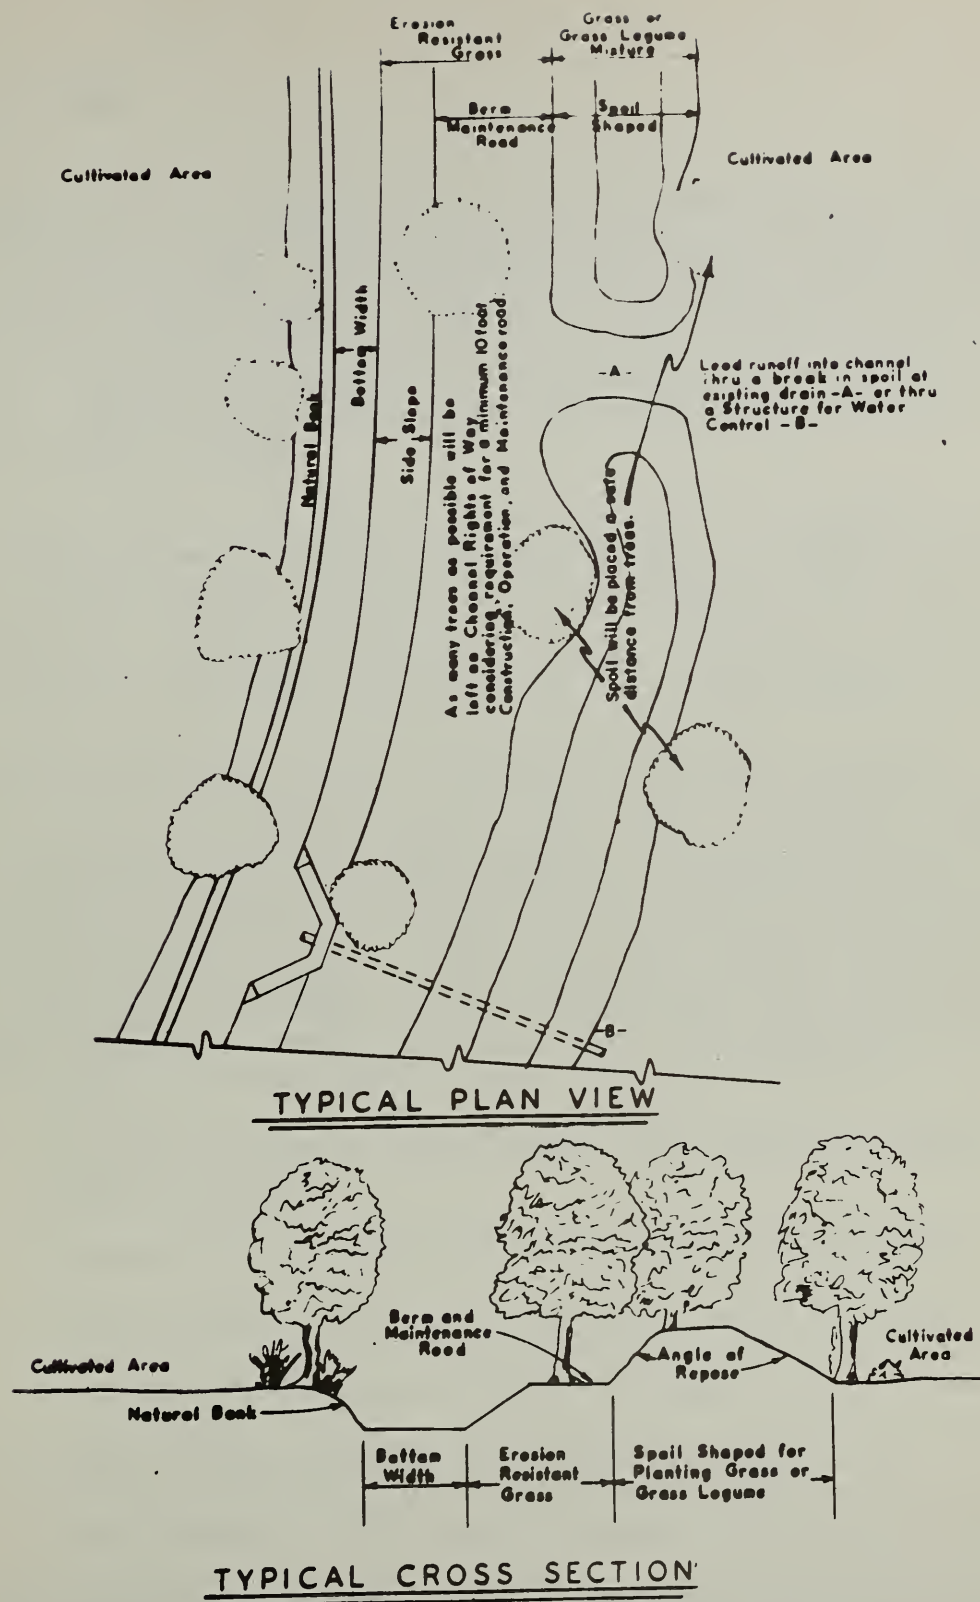 Erosion
Resistant
Grass
Grass or
Grass Legume
Mixture
Berm
Maintenance
Road
Spoil
Shaped
Cultivated Area
Cultivated Area
Natural Bank
Bottom Width
Side Slope
As many trees as possible will be
left on Channel Rights of Way
considering requirement for a minimum 10 foot
Construction, Operation, and Maintenance road.
-A-
Lead runoff into channel
thru a break in spoil at
existing drain -A- or thru
a Structure for Water
Control -B-
Spoil will be placed a safe
distance from trees.
-B-
TYPICAL PLAN VIEW
Berm and
Maintenance
Road
Cultivated Area
Natural Bank
Angle of
Repose
Cultivated
Area
Bottom
Width
Erosion
Resistant
Grass
Spoil Shaped for
Planting Grass or
Grass Legume
TYPICAL CROSS SECTION